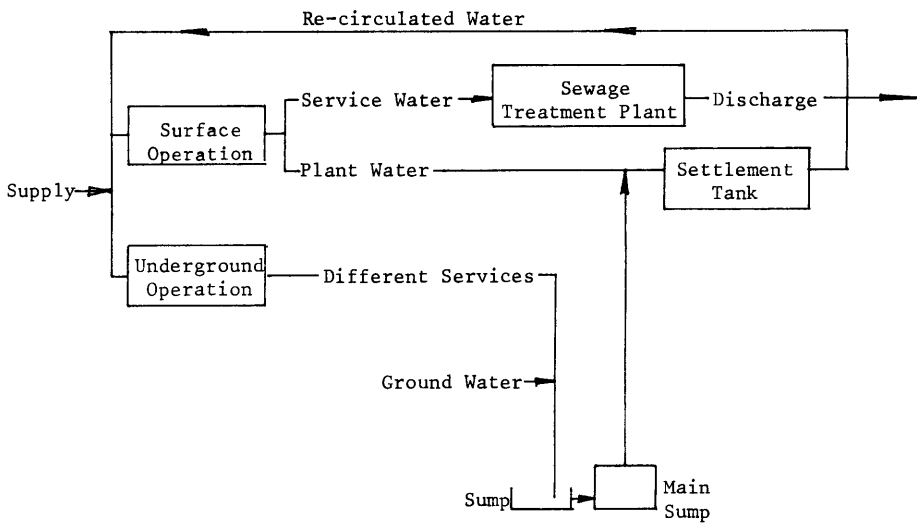 Re-circulated Water
Service Water
Sewage
Treatment Plant
Discharge
Surface
Operation
Plant Water
Settlement
Tank
Supply
Underground
Operation
Different Services
Ground Water
Sump
Main
Sump